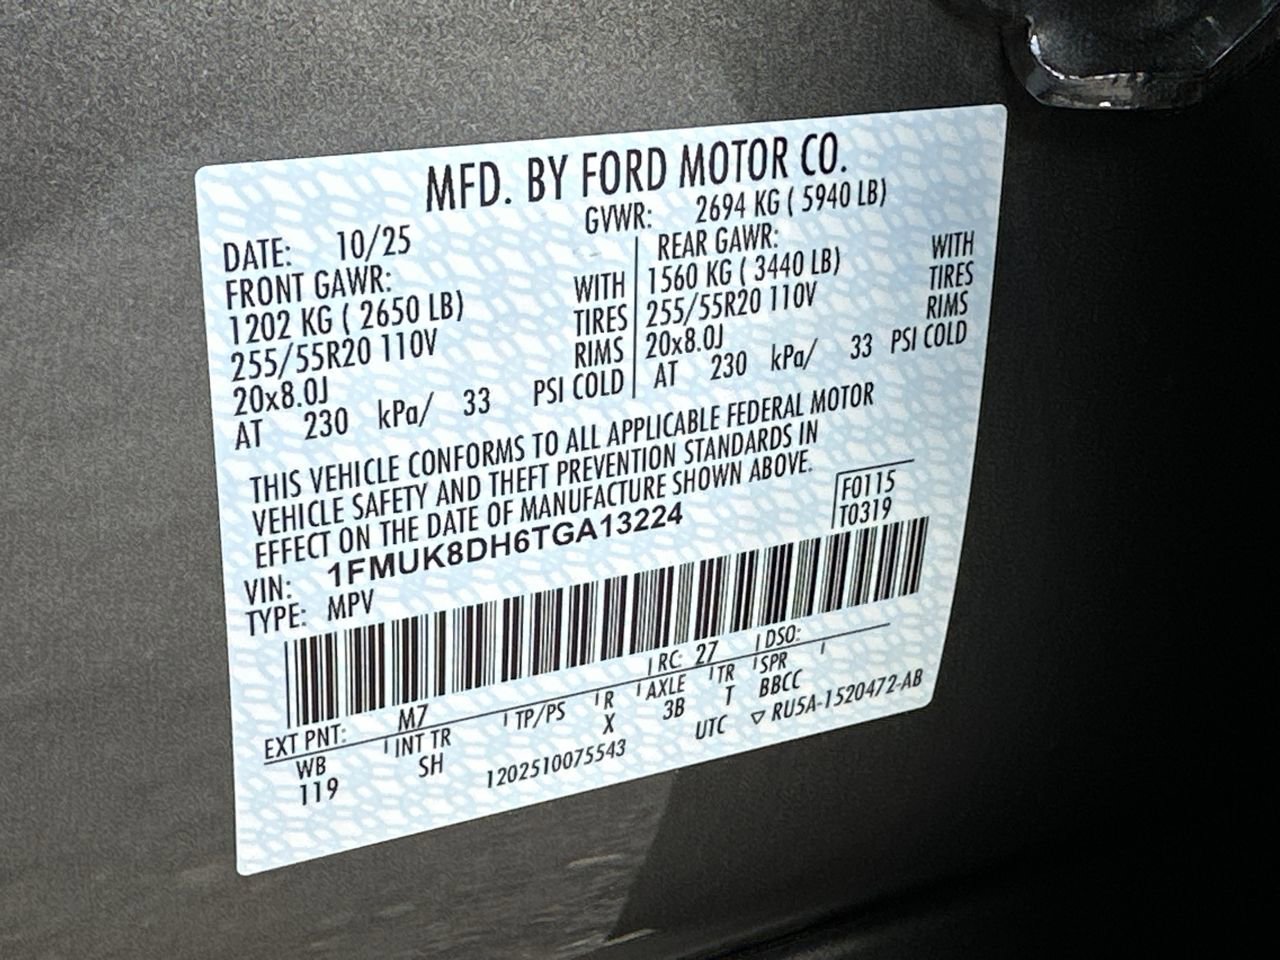 MFD. BY FORD MOTOR CO.
DATE: 10/25 GVWR: 2694 KG ( 5940 LB)
FRONT GAWR: REAR GAWR:
1202 KG ( 2650 LB) WITH 1560 KG ( 3440 LB) WITH
255/55R20 110V TIRES 255/55R20 110V TIRES
20x8.0J RIMS 20x8.0J RIMS
AT 230 kPa/ 33 PSI COLD AT 230 kPa/ 33 PSI COLD
THIS VEHICLE CONFORMS TO ALL APPLICABLE FEDERAL MOTOR
VEHICLE SAFETY AND THEFT PREVENTION STANDARDS IN
EFFECT ON THE DATE OF MANUFACTURE SHOWN ABOVE.
F0115
T0319
VIN: 1FMUK8DH6TGA13224
TYPE: MPV
EXT PNT: M7 RC: 27 DSO:
WB INT TR TP/PS R AXLE TR SPR
119 SH X 3B T BBCC
1202510075543 UTC ▽ RU5A-1520472-AB